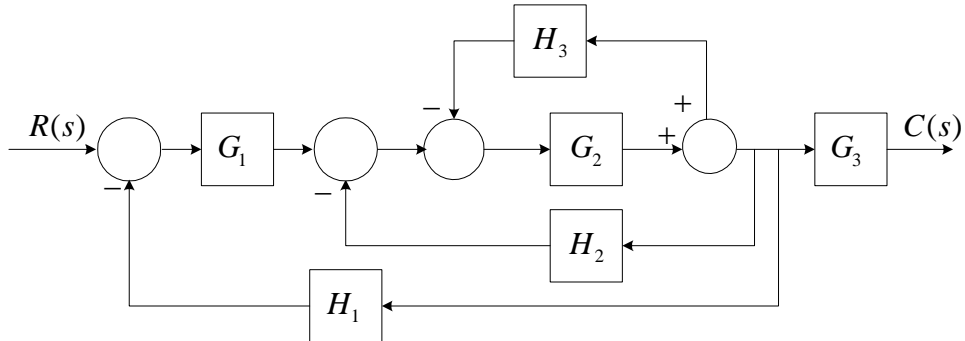 H₃
−
+
R(s)
G₁
+
G₂
G₃
C(s)
−
−
H₂
H₁